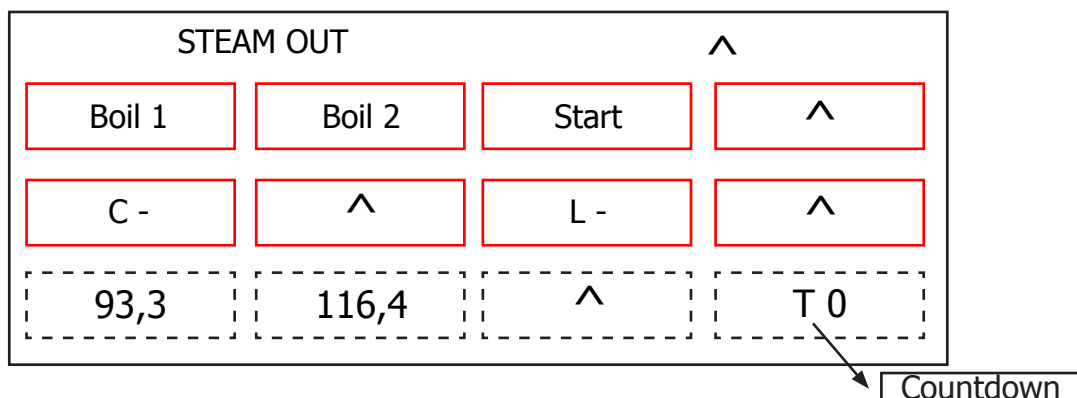 STEAM OUT ^
Boil 1 Boil 2 Start ^
C - ^ L - ^
93,3 116,4 ^ T 0
Countdown